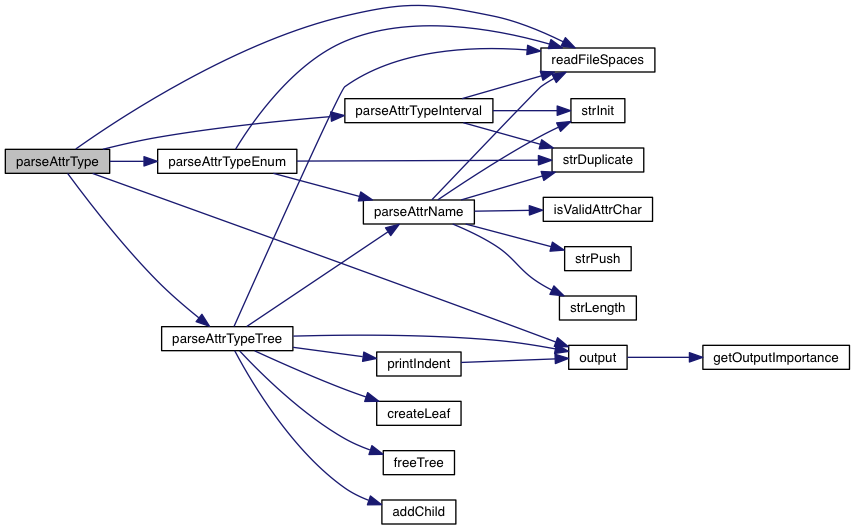 readFileSpaces
parseAttrTypeInterval
strInit
parseAttrType
parseAttrTypeEnum
strDuplicate
parseAttrName
isValidAttrChar
strPush
strLength
parseAttrTypeTree
output
getOutputImportance
printIndent
createLeaf
freeTree
addChild